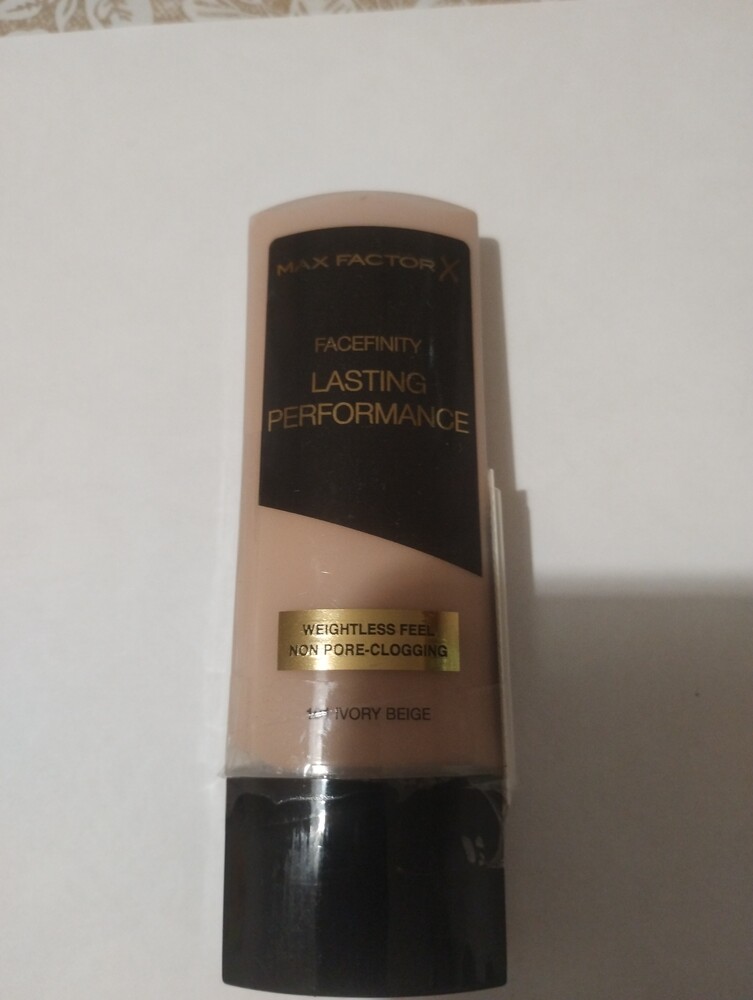 MAX FACTOR X
FACEFINITY
LASTING
PERFORMANCE
WEIGHTLESS FEEL
NON PORE-CLOGGING
IVORY BEIGE